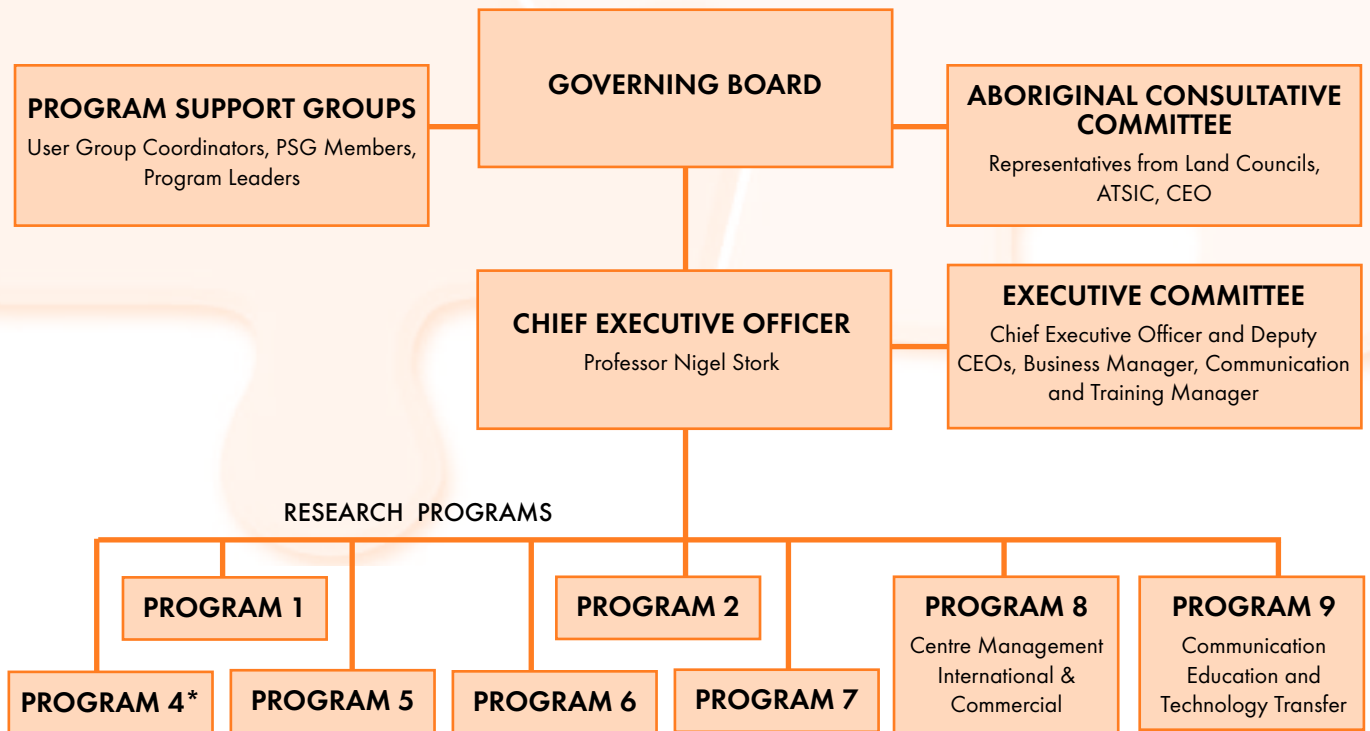 GOVERNING BOARD
PROGRAM SUPPORT GROUPS
User Group Coordinators, PSG Members,
Program Leaders
ABORIGINAL CONSULTATIVE
COMMITTEE
Representatives from Land Councils,
ATSIC, CEO
CHIEF EXECUTIVE OFFICER
Professor Nigel Stork
EXECUTIVE COMMITTEE
Chief Executive Officer and Deputy
CEOs, Business Manager, Communication
and Training Manager
RESEARCH PROGRAMS
PROGRAM 1
PROGRAM 2
PROGRAM 8
Centre Management
International &
Commercial
PROGRAM 9
Communication
Education and
Technology Transfer
PROGRAM 4*
PROGRAM 5
PROGRAM 6
PROGRAM 7